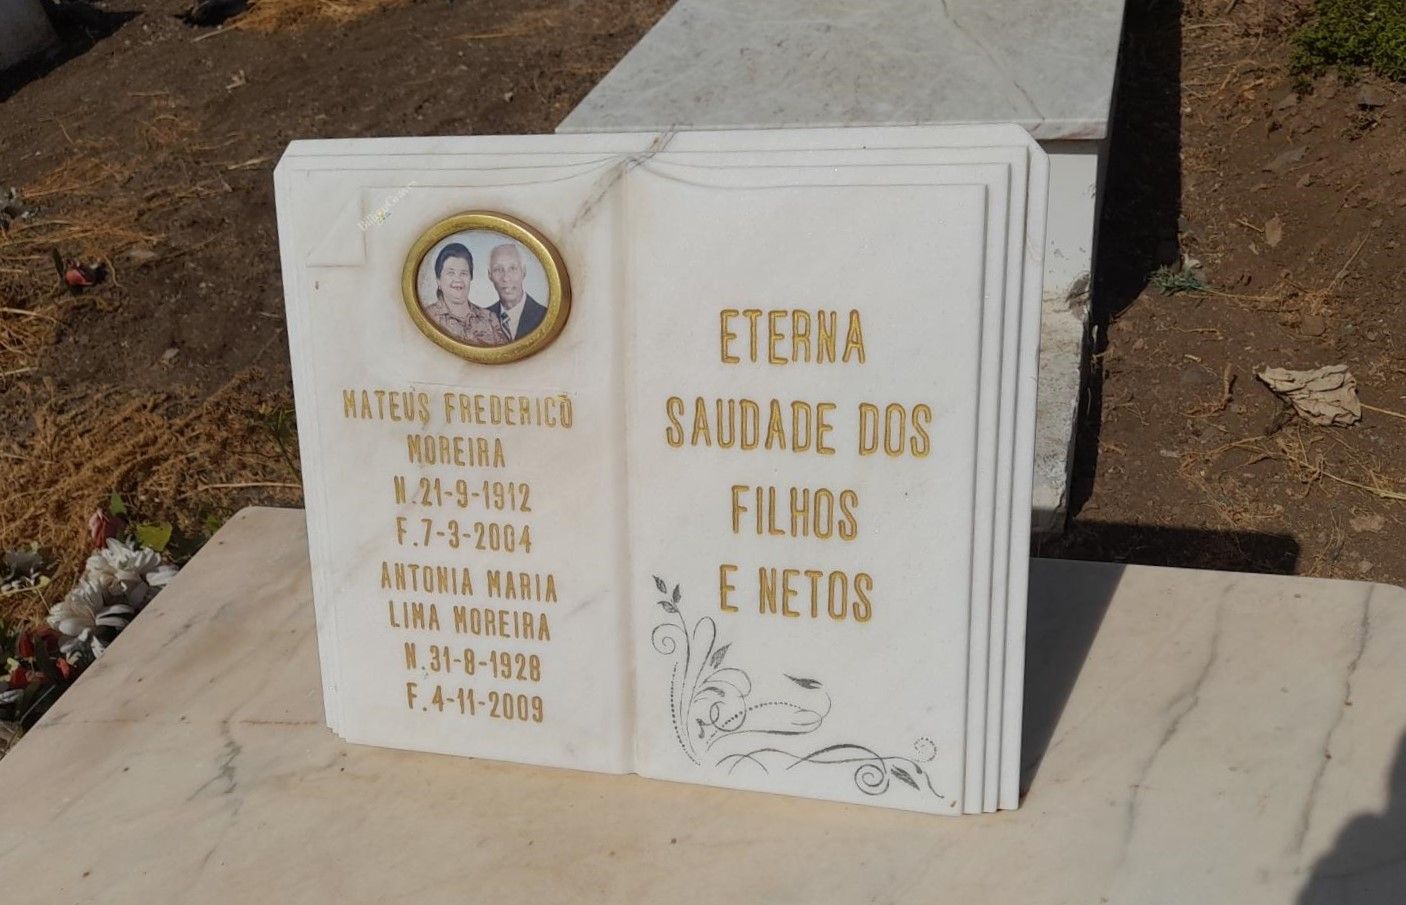 MATEUS FREDERICO
MOREIRA
N.21-9-1912
F.7-3-2004
ANTONIA MARIA
LIMA MOREIRA
N.31-8-1928
F.4-11-2009
ETERNA
SAUDADE DOS
FILHOS
E NETOS